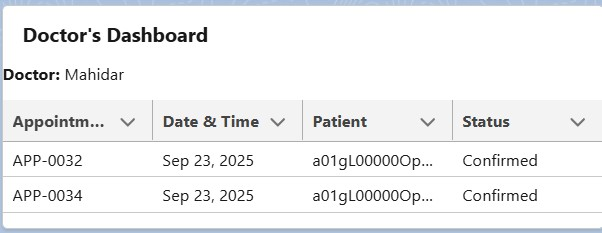 Doctor's Dashboard
Doctor: Mahidar
Appointm... Date & Time Patient Status
APP-0032 Sep 23, 2025 a01gL00000Op... Confirmed
APP-0034 Sep 23, 2025 a01gL00000Op... Confirmed